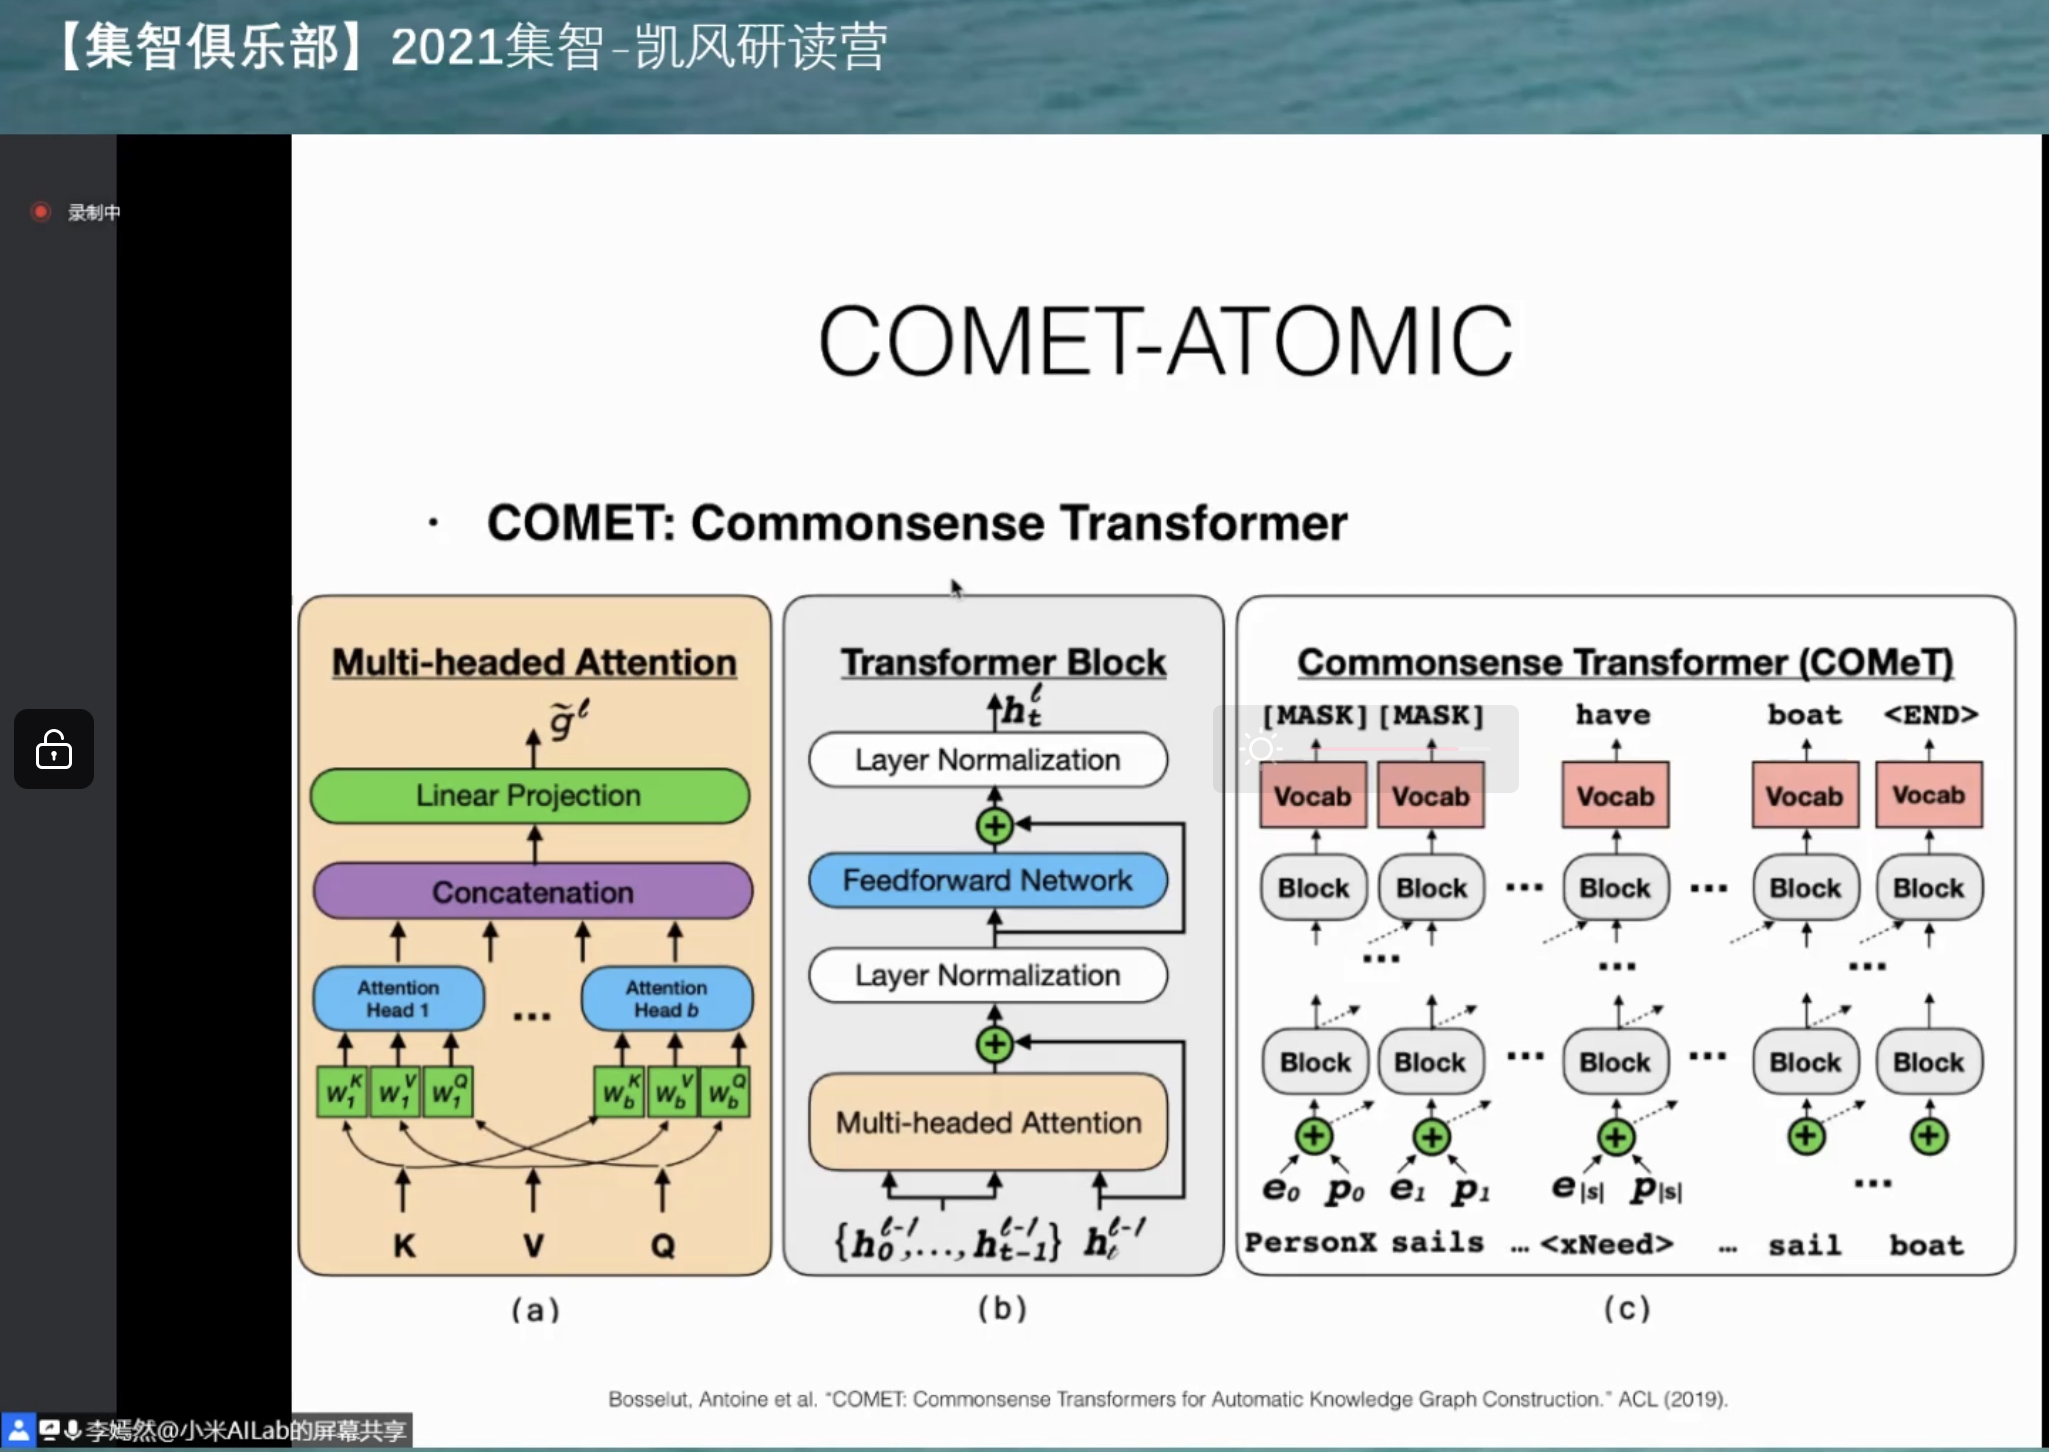 【集智俱乐部】2021集智-凯风研读营
录制中
COMET-ATOMIC
· COMET: Commonsense Transformer
Multi-headed Attention
g̃^ℓ
Linear Projection
Concatenation
Attention Head 1
...
Attention Head b
W_1^K W_1^V W_1^Q
W_b^K W_b^V W_b^Q
K V Q
(a)
Transformer Block
h_t^ℓ
Layer Normalization
+
Feedforward Network
Layer Normalization
+
Multi-headed Attention
{h_0^{ℓ-1},...,h_{t-1}^{ℓ-1}} h_t^{ℓ-1}
(b)
Commonsense Transformer (COMeT)
[MASK] [MASK] have boat <END>
Vocab Vocab Vocab Vocab Vocab
Block Block ... Block ... Block Block
... ... ...
Block Block ... Block ... Block Block
+ + + + +
e_0 p_0 e_1 p_1 e_|s| p_|s| ...
PersonX sails ... <xNeed> ... sail boat
(c)
Bosselut, Antoine et al. “COMET: Commonsense Transformers for Automatic Knowledge Graph Construction.” ACL (2019).
李嫣然@小米AILab的屏幕共享